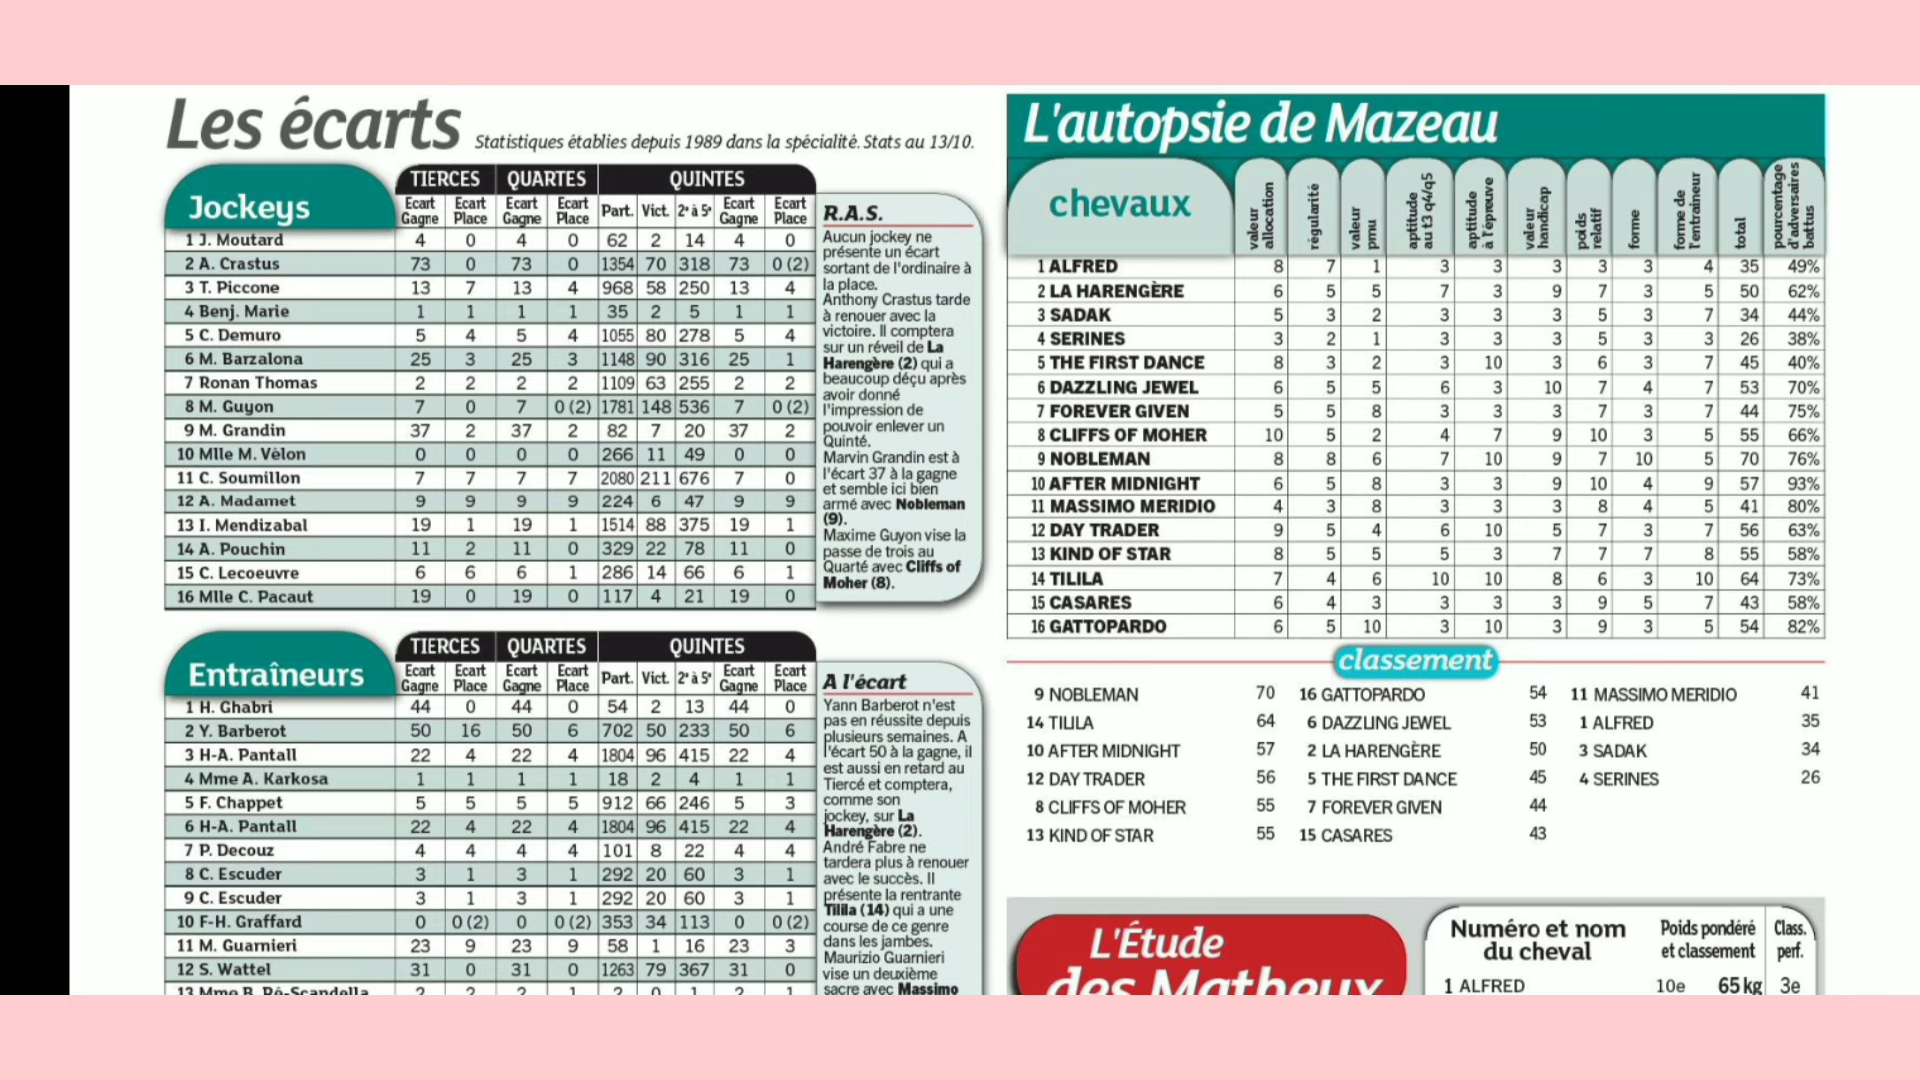 Les écarts Statistiques établies depuis 1989 dans la spécialité. Stats au 13/10.
Jockeys
TIERCES QUARTES QUINTES
Ecart Gagne Ecart Place Ecart Gagne Ecart Place Part. Vict. 2e à 5e Ecart Gagne Ecart Place
1 J. Moutard 4 0 4 0 62 2 14 4 0
2 A. Crastus 73 0 73 0 1354 70 318 73 0 (2)
3 T. Piccone 13 7 13 4 968 58 250 13 4
4 Benj. Marie 1 1 1 1 35 2 5 1 1
5 C. Demuro 5 4 5 4 1055 80 278 5 4
6 M. Barzalona 25 3 25 3 1148 90 316 25 1
7 Ronan Thomas 2 2 2 2 1109 63 255 2 2
8 M. Guyon 7 0 7 0 (2) 1781 148 536 7 0 (2)
9 M. Grandin 37 2 37 2 82 7 20 37 2
10 Mlle M. Vélon 0 0 0 0 266 11 49 0 0
11 C. Soumillon 7 7 7 7 2080 211 676 7 0
12 A. Madamet 9 9 9 9 224 6 47 9 9
13 I. Mendizabal 19 1 19 1 1514 88 375 19 1
14 A. Pouchin 11 2 11 0 329 22 78 11 0
15 C. Lecoeuvre 6 6 6 1 286 14 66 6 1
16 Mlle C. Pacaut 19 0 19 0 117 4 21 19 0
R.A.S.
Aucun jockey ne
présente un écart
sortant de l'ordinaire à
la place.
Anthony Crastus tarde
à renouer avec la
victoire. Il comptera
sur un réveil de La
Harengère (2) qui a
beaucoup déçu après
avoir donné
l'impression de
pouvoir enlever un
Quinté.
Marvin Grandin est à
l'écart 37 à la gagne
et semble ici bien
armé avec Nobleman
(9).
Maxime Guyon vise la
passe de trois au
Quarté avec Cliffs of
Moher (8).
Entraîneurs
TIERCES QUARTES QUINTES
Ecart Gagne Ecart Place Ecart Gagne Ecart Place Part. Vict. 2e à 5e Ecart Gagne Ecart Place
1 H. Ghabri 44 0 44 0 54 2 13 44 0
2 Y. Barberot 50 16 50 6 702 50 233 50 6
3 H-A. Pantall 22 4 22 4 1804 96 415 22 4
4 Mme A. Karkosa 1 1 1 1 18 2 4 1 1
5 F. Chappet 5 5 5 5 912 66 246 5 3
6 H-A. Pantall 22 4 22 4 1804 96 415 22 4
7 P. Decouz 4 4 4 4 101 8 22 4 4
8 C. Escuder 3 1 3 1 292 20 60 3 1
9 C. Escuder 3 1 3 1 292 20 60 3 1
10 F-H. Graffard 0 0 (2) 0 0 (2) 353 34 113 0 0 (2)
11 M. Guarnieri 23 9 23 9 58 1 16 23 3
12 S. Wattel 31 0 31 0 1263 79 367 31 0
13 Mme B. Ré-Scandella 2 2 2 1 2 0 1 2 1
A l'écart
Yann Barberot n'est
pas en réussite depuis
plusieurs semaines. A
l'écart 50 à la gagne, il
est aussi en retard au
Tiercé et comptera,
comme son
jockey, sur La
Harengère (2).
André Fabre ne
tardera plus à renouer
avec le succès. Il
présente la rentrante
Tilila (14) qui a une
course de ce genre
dans les jambes.
Maurizio Guarnieri
vise un deuxième
sacre avec Massimo
L'autopsie de Mazeau
chevaux valeur allocation régularité valeur pmu aptitude au t3 q4/q5 aptitude à l'épreuve valeur handicap poids relatif forme forme de l'entraîneur total pourcentage d'adversaires battus
1 ALFRED 8 7 1 3 3 3 3 3 4 35 49%
2 LA HARENGÈRE 6 5 5 7 3 9 7 3 5 50 62%
3 SADAK 5 3 2 3 3 3 5 3 7 34 44%
4 SERINES 3 2 1 3 3 3 5 3 3 26 38%
5 THE FIRST DANCE 8 3 2 3 10 3 6 3 7 45 40%
6 DAZZLING JEWEL 6 5 5 6 3 10 7 4 7 53 70%
7 FOREVER GIVEN 5 5 8 3 3 3 7 3 7 44 75%
8 CLIFFS OF MOHER 10 5 2 4 7 9 10 3 5 55 66%
9 NOBLEMAN 8 8 6 7 10 9 7 10 5 70 76%
10 AFTER MIDNIGHT 6 5 8 3 3 9 10 4 9 57 93%
11 MASSIMO MERIDIO 4 3 8 3 3 3 8 4 5 41 80%
12 DAY TRADER 9 5 4 6 10 5 7 3 7 56 63%
13 KIND OF STAR 8 5 5 5 3 7 7 7 8 55 58%
14 TILILA 7 4 6 10 10 8 6 3 10 64 73%
15 CASARES 6 4 3 3 3 3 9 5 7 43 58%
16 GATTOPARDO 6 5 10 3 10 3 9 3 5 54 82%
classement
9 NOBLEMAN 70 16 GATTOPARDO 54 11 MASSIMO MERIDIO 41
14 TILILA 64 6 DAZZLING JEWEL 53 1 ALFRED 35
10 AFTER MIDNIGHT 57 2 LA HARENGÈRE 50 3 SADAK 34
12 DAY TRADER 56 5 THE FIRST DANCE 45 4 SERINES 26
8 CLIFFS OF MOHER 55 7 FOREVER GIVEN 44
13 KIND OF STAR 55 15 CASARES 43
L'Étude
des Matheux
Numéro et nom du cheval Poids pondéré et classement Class. perf.
1 ALFRED 10e 65 kg 3e